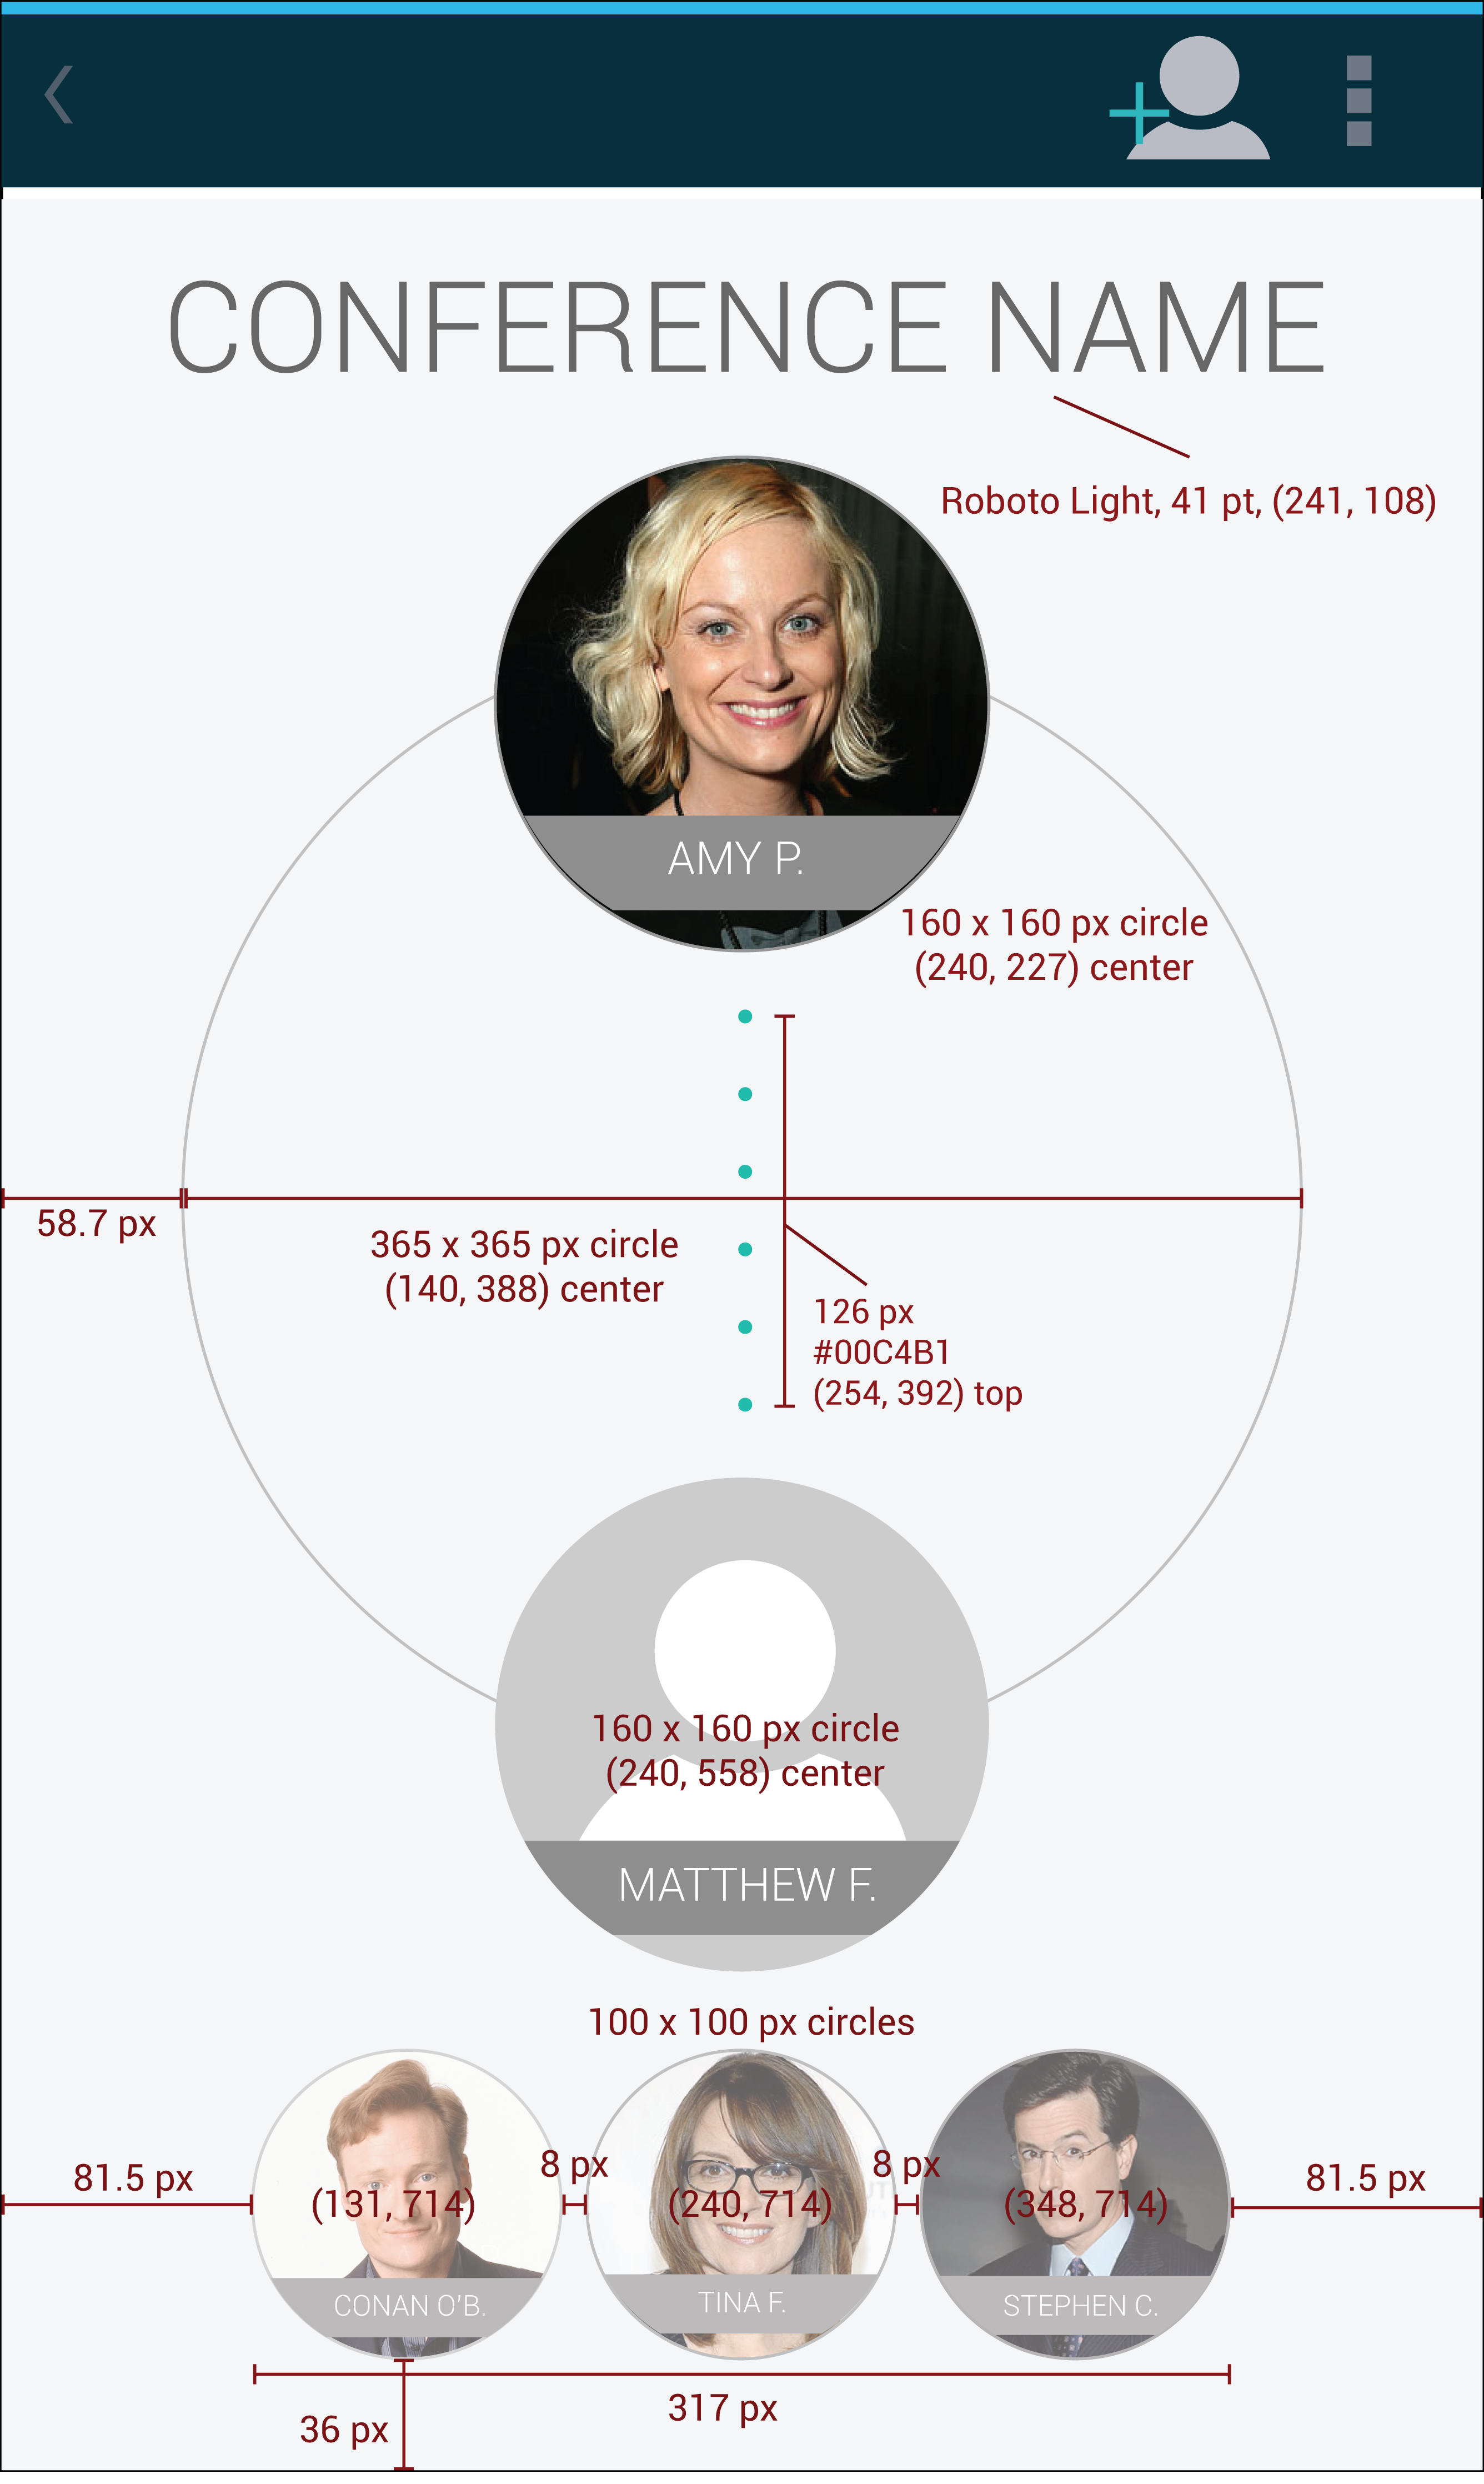 CONFERENCE NAME
Roboto Light, 41 pt, (241, 108)
AMY P.
160 x 160 px circle
(240, 227) center
58.7 px
365 x 365 px circle
(140, 388) center
126 px
#00C4B1
(254, 392) top
160 x 160 px circle
(240, 558) center
MATTHEW F.
100 x 100 px circles
81.5 px
8 px
8 px
81.5 px
(131, 714)
(240, 714)
(348, 714)
CONAN O'B.
TINA F.
STEPHEN C.
317 px
36 px